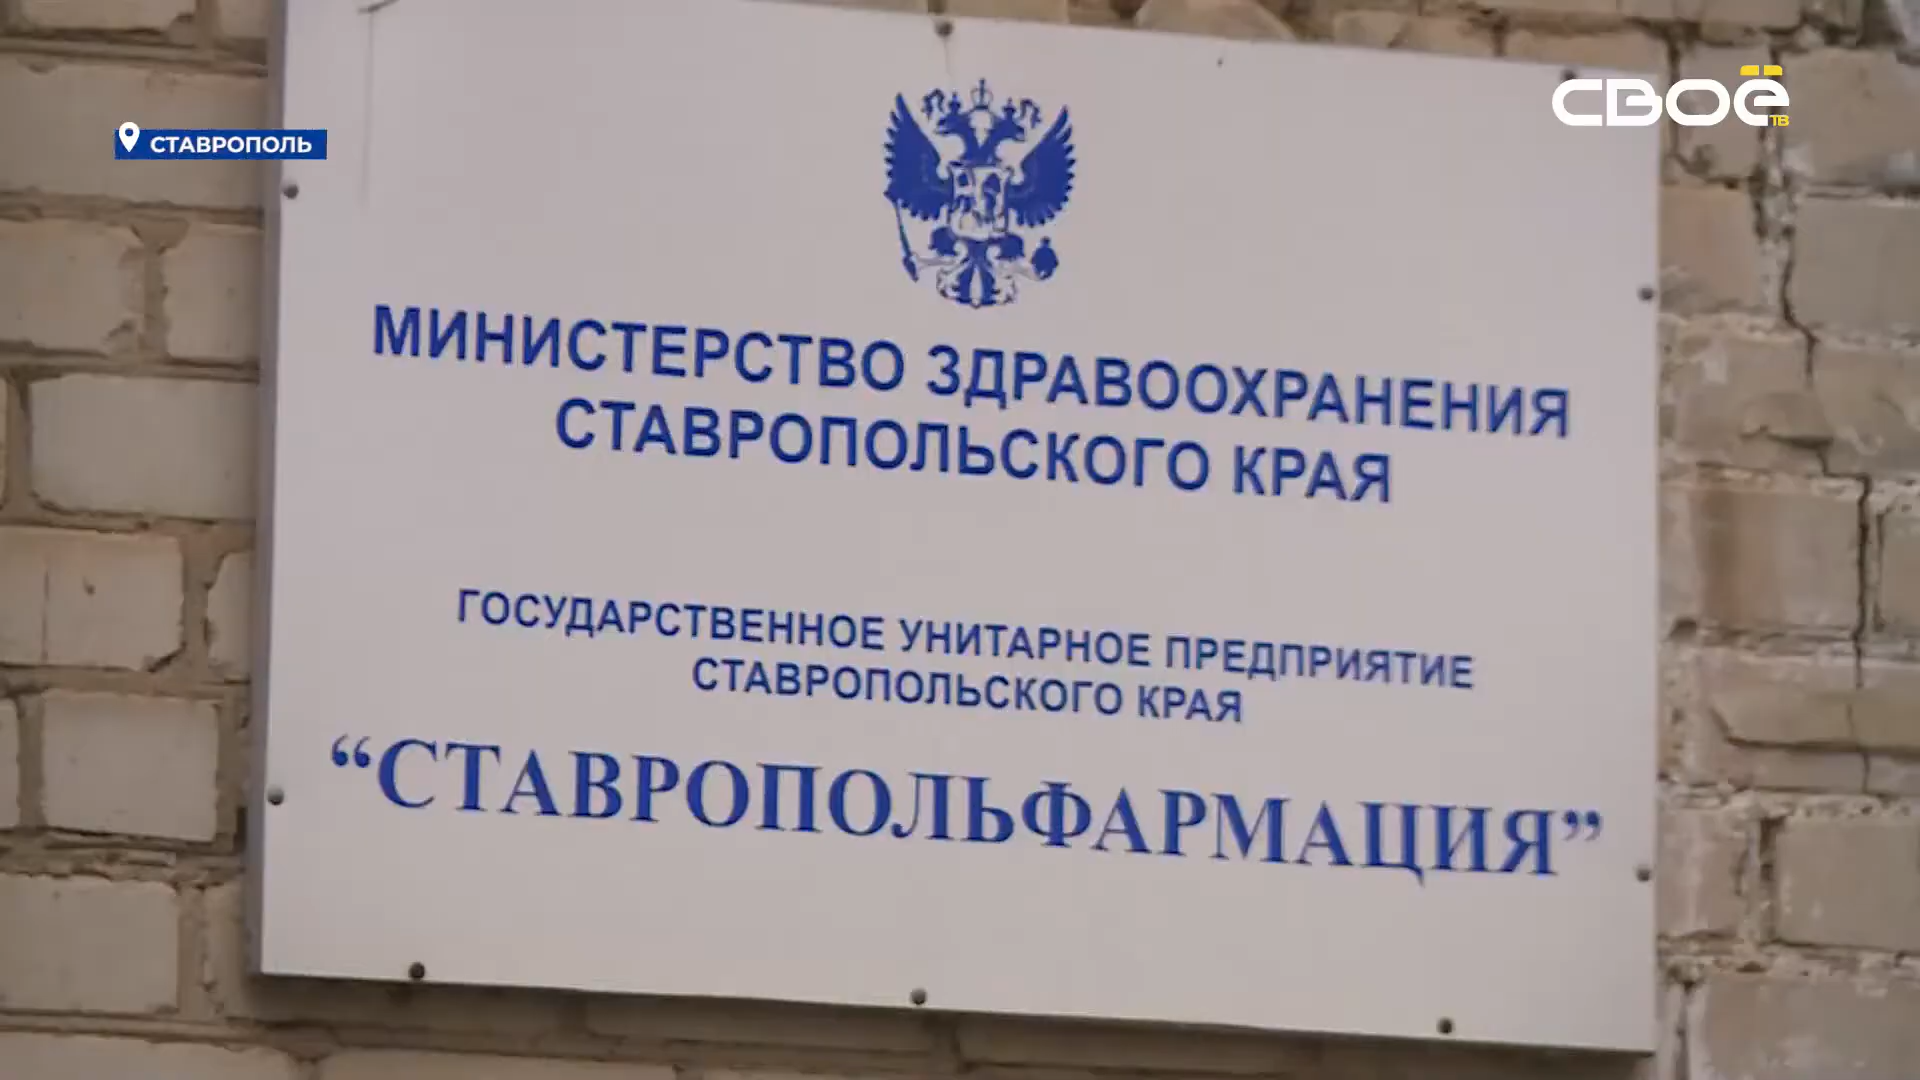 СТАВРОПОЛЬ
СВОЁ
ТВ
МИНИСТЕРСТВО ЗДРАВООХРАНЕНИЯ
СТАВРОПОЛЬСКОГО КРАЯ
ГОСУДАРСТВЕННОЕ УНИТАРНОЕ ПРЕДПРИЯТИЕ
СТАВРОПОЛЬСКОГО КРАЯ
“СТАВРОПОЛЬФАРМАЦИЯ”